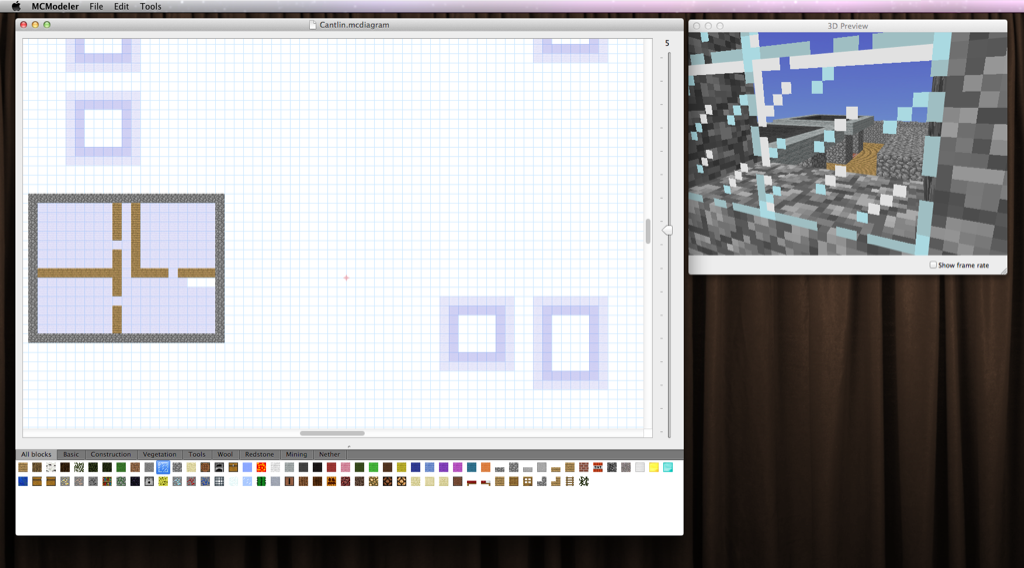 MCModeler File Edit Tools
Cantlin.mcdiagram
3D Preview
5
Show frame rate
All blocks Basic Construction Vegetation Tools Wool Redstone Mining Nether